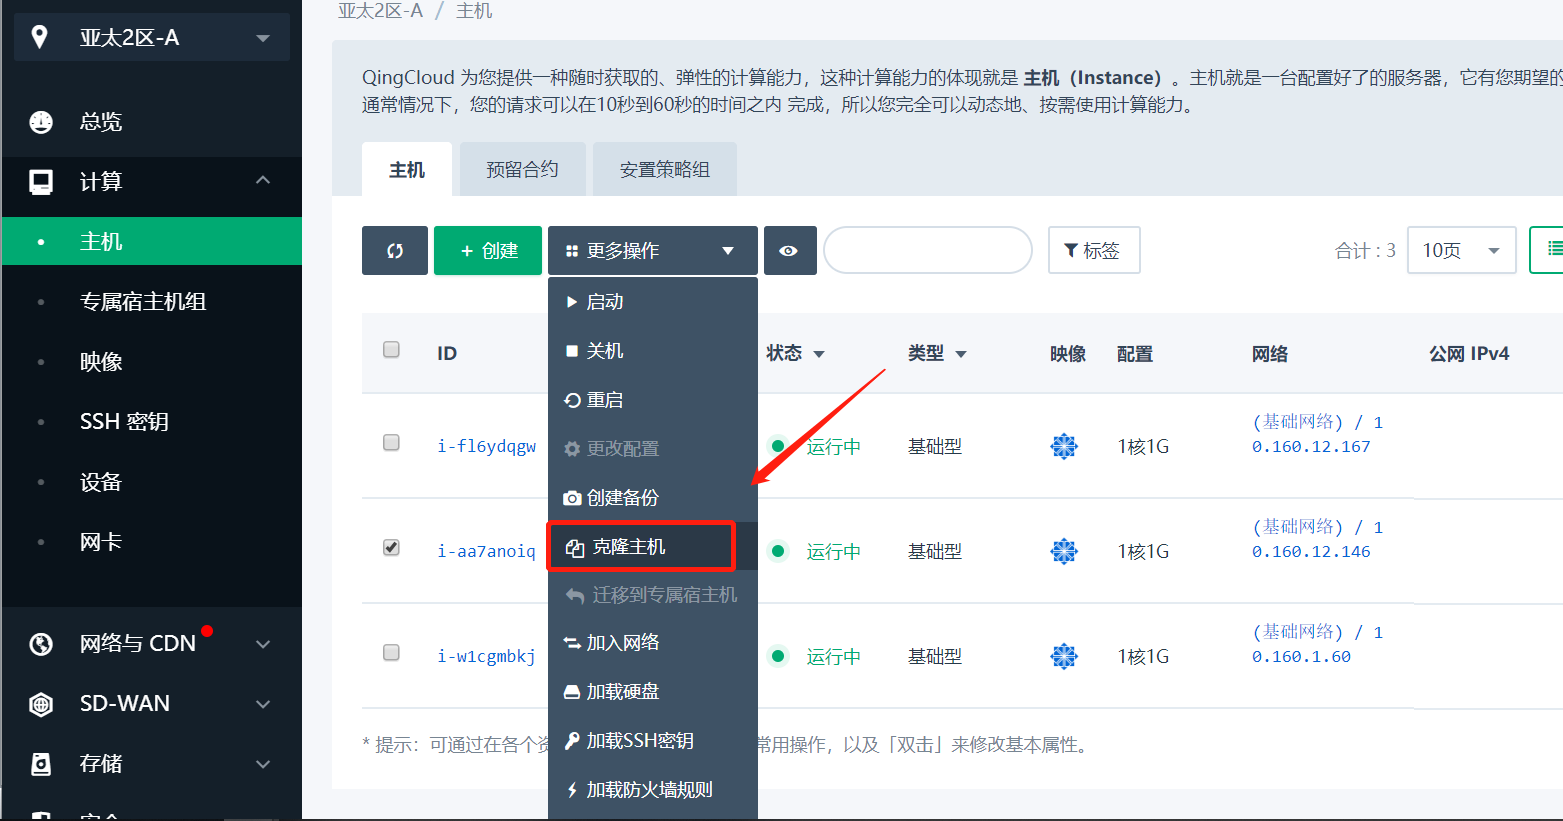 亚太2区-A
总览
计算
主机
专属宿主机组
映像
SSH 密钥
设备
网卡
网络与 CDN
SD-WAN
存储
亚太2区-A / 主机
QingCloud 为您提供一种随时获取的、弹性的计算能力，这种计算能力的体现就是 主机（Instance）。主机就是一台配置好了的服务器，它有您期望的
通常情况下，您的请求可以在10秒到60秒的时间之内 完成，所以您完全可以动态地、按需使用计算能力。
主机 预留合约 安置策略组
+ 创建 更多操作 标签 合计：3 10页
启动
关机
重启
更改配置
创建备份
克隆主机
迁移到专属宿主机
加入网络
加载硬盘
加载SSH密钥
加载防火墙规则
ID 状态 类型 映像 配置 网络 公网 IPv4
i-fl6ydqgw 运行中 基础型 1核1G (基础网络) / 1
0.160.12.167
i-aa7anoiq 运行中 基础型 1核1G (基础网络) / 1
0.160.12.146
i-w1cgmbkj 运行中 基础型 1核1G (基础网络) / 1
0.160.1.60
* 提示：可通过在各个资 常用操作，以及「双击」来修改基本属性。